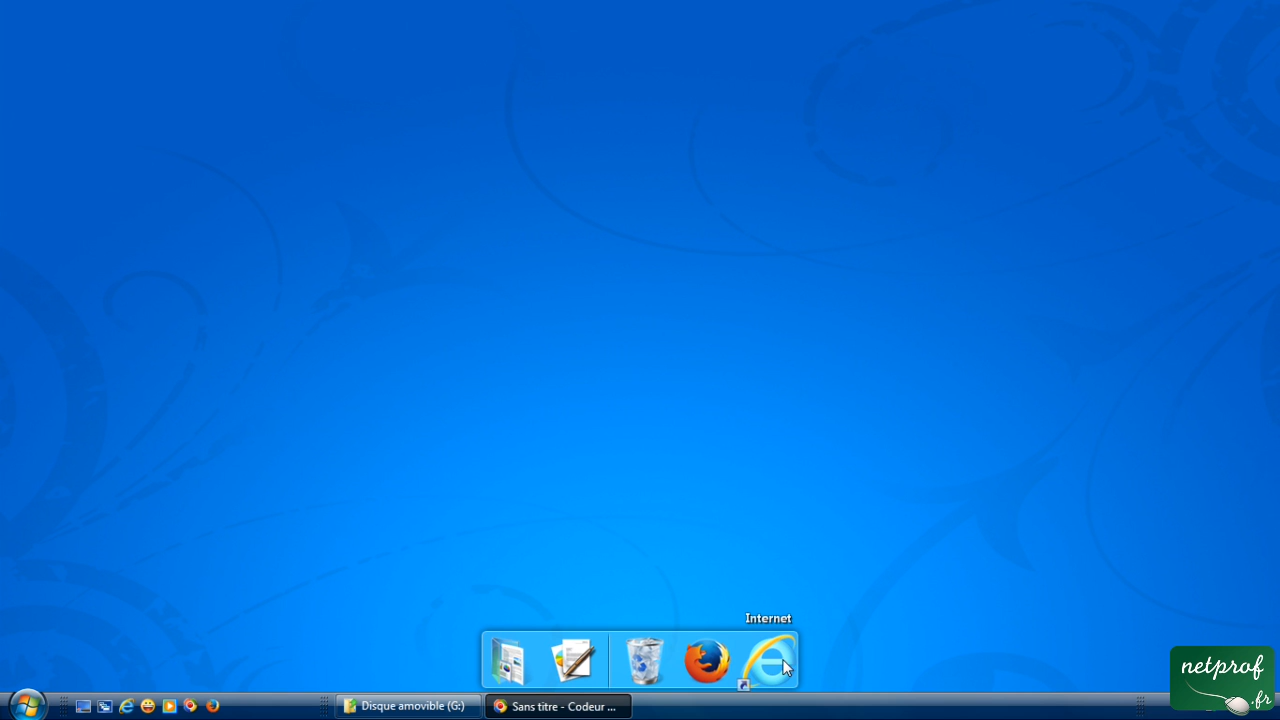 Internet
Disque amovible (G:)
Sans titre - Codeur ...
netprof
.fr